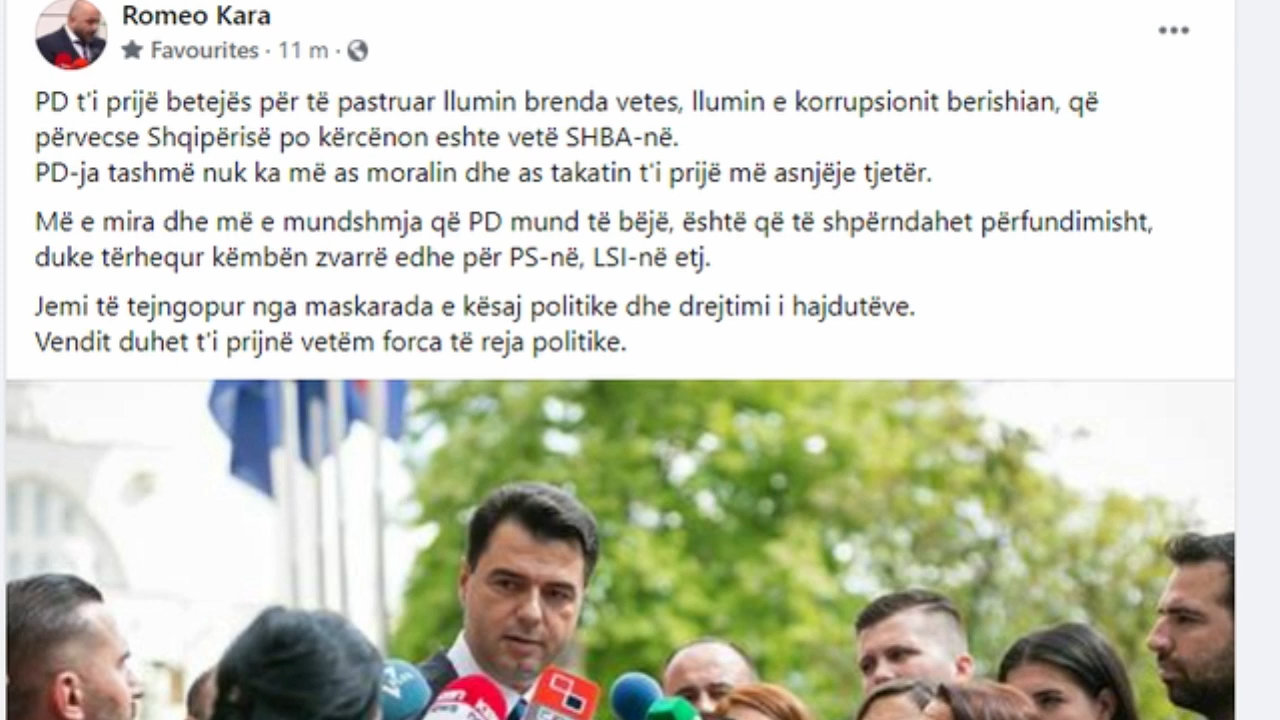 Romeo Kara
Favourites · 11 m ·
PD t'i prijë betejës për të pastruar llumin brenda vetes, llumin e korrupsionit berishian, që
përvecse Shqipërisë po kërcënon eshte vetë SHBA-në.
PD-ja tashmë nuk ka më as moralin dhe as takatin t'i prijë më asnjëje tjetër.
Më e mira dhe më e mundshmja që PD mund të bëjë, është që të shpërndahet përfundimisht,
duke tërhequr këmbën zvarrë edhe për PS-në, LSI-në etj.
Jemi të tejngopur nga maskarada e kësaj politike dhe drejtimi i hajdutëve.
Vendit duhet t'i prijnë vetëm forca të reja politike.